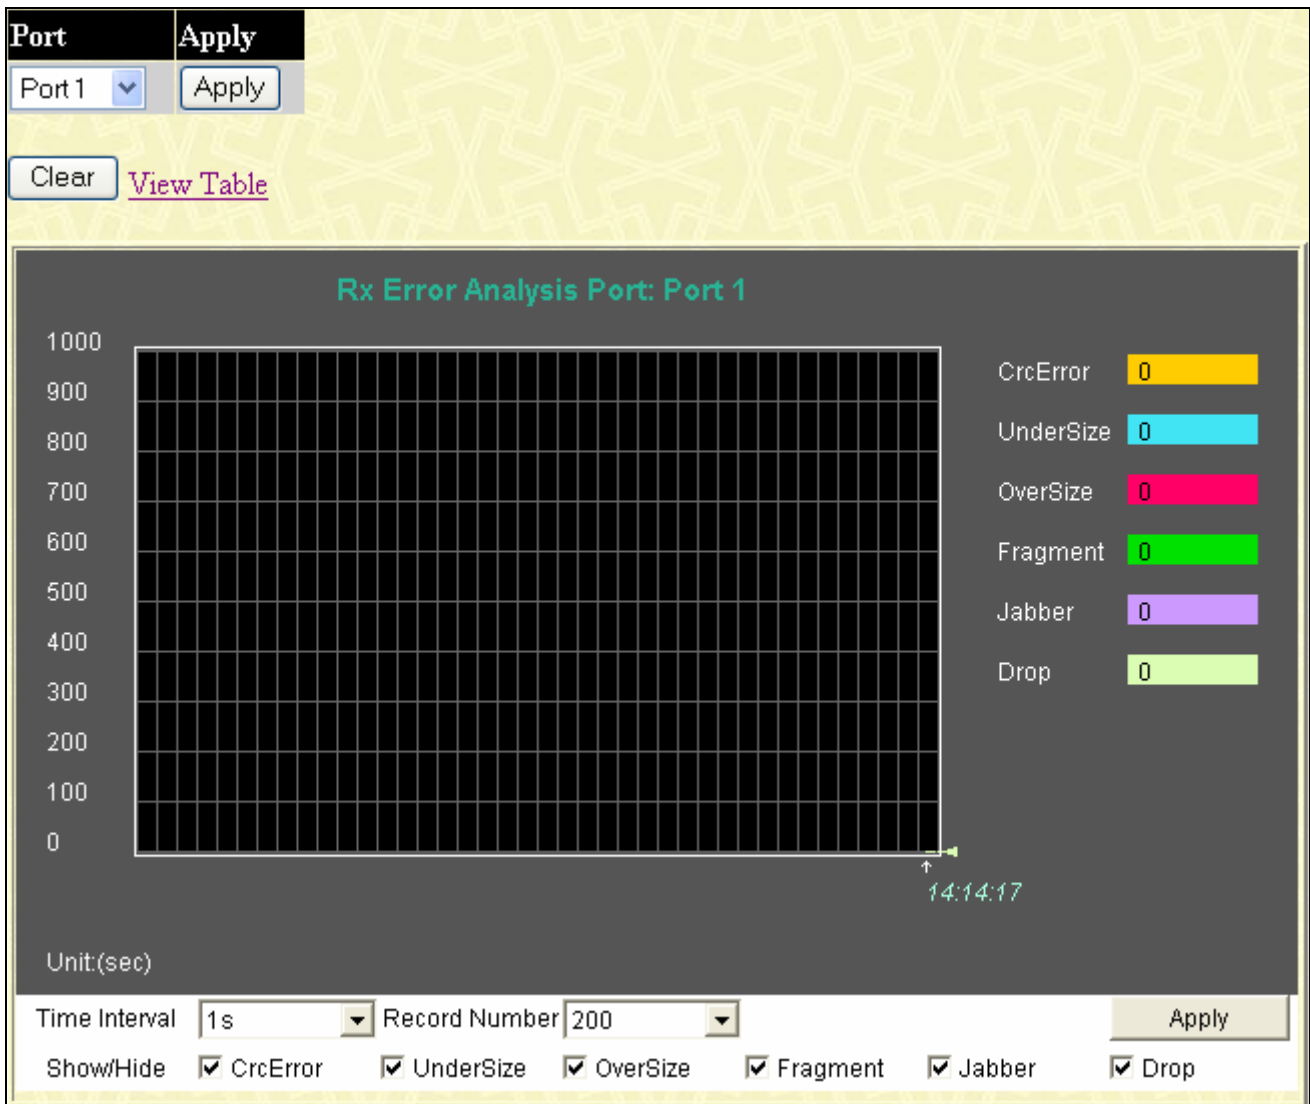 Port Apply
Port 1 Apply
Clear View Table
Rx Error Analysis Port: Port 1
1000
900
800
700
600
500
400
300
200
100
0
CrcError 0
UnderSize 0
OverSize 0
Fragment 0
Jabber 0
Drop 0
14:14:17
Unit:(sec)
Time Interval 1s Record Number 200 Apply
Show/Hide CrcError UnderSize OverSize Fragment Jabber Drop